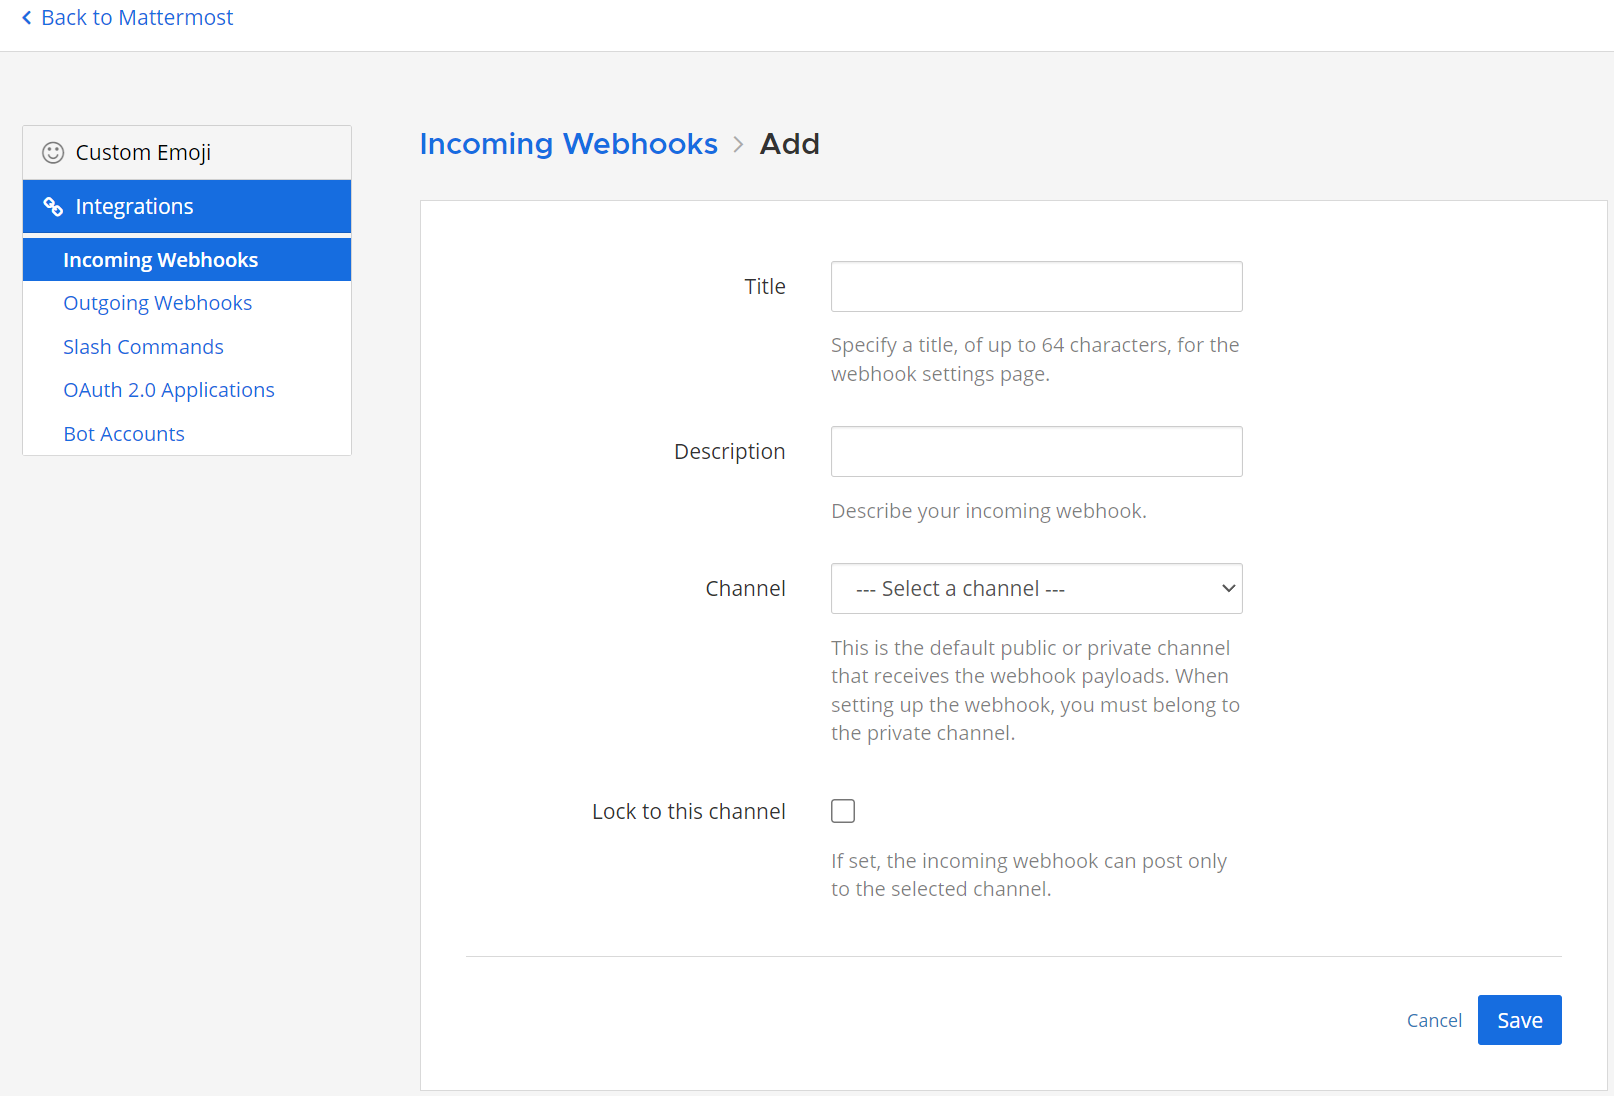 Back to Mattermost
Custom Emoji
Integrations
Incoming Webhooks
Outgoing Webhooks
Slash Commands
OAuth 2.0 Applications
Bot Accounts
Incoming Webhooks > Add
Title
Specify a title, of up to 64 characters, for the
webhook settings page.
Description
Describe your incoming webhook.
Channel
--- Select a channel ---
This is the default public or private channel
that receives the webhook payloads. When
setting up the webhook, you must belong to
the private channel.
Lock to this channel
If set, the incoming webhook can post only
to the selected channel.
Cancel
Save